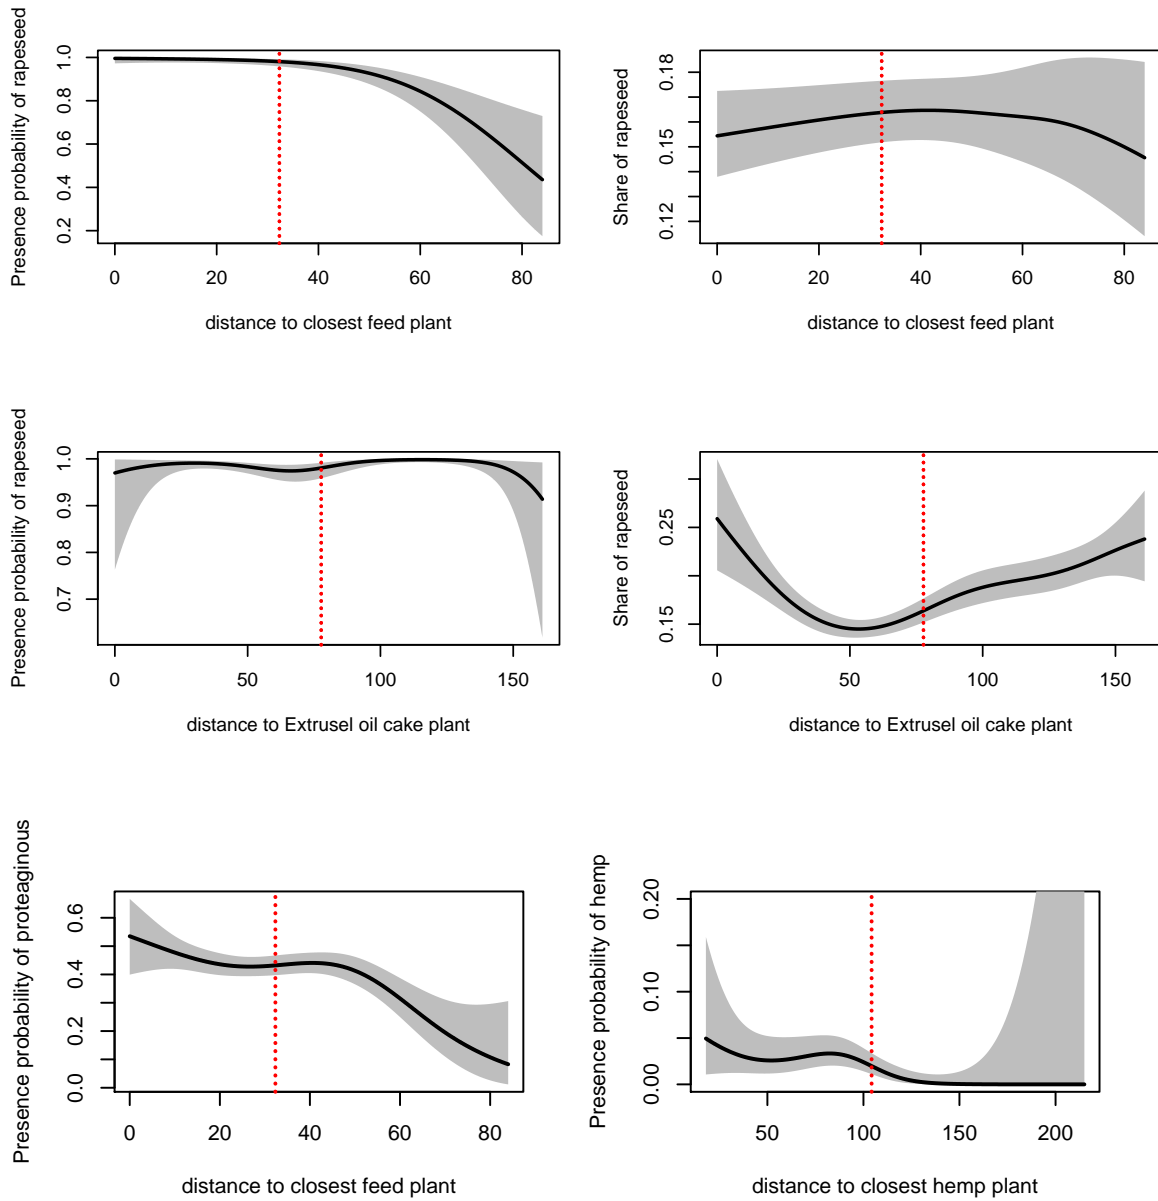 Presence probability of rapeseed
1.0
0.8
0.6
0.4
0.2
0 20 40 60 80
distance to closest feed plant
Share of rapeseed
0.18
0.15
0.12
0 20 40 60 80
distance to closest feed plant
Presence probability of rapeseed
1.0
0.9
0.8
0.7
0 50 100 150
distance to Extrusel oil cake plant
Share of rapeseed
0.25
0.15
0 50 100 150
distance to Extrusel oil cake plant
Presence probability of proteaginous
0.6
0.4
0.2
0.0
0 20 40 60 80
distance to closest feed plant
Presence probability of hemp
0.20
0.10
0.00
50 100 150 200
distance to closest hemp plant